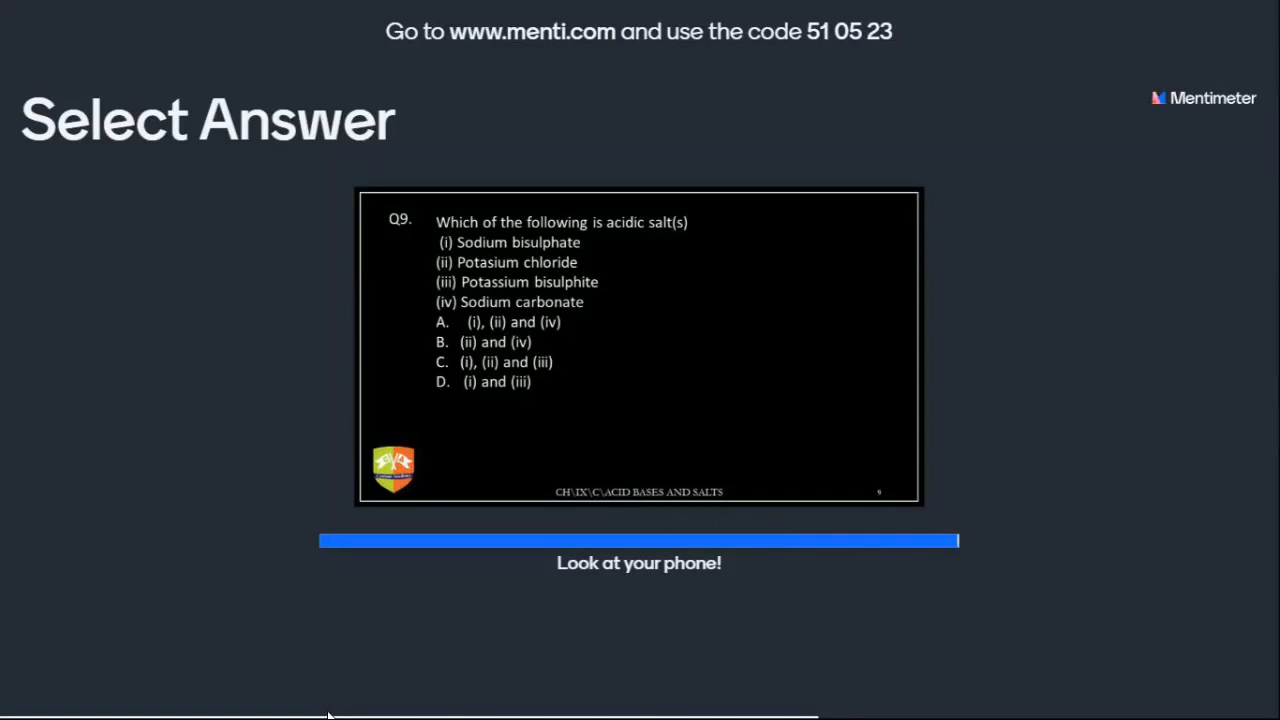 Go to www.menti.com and use the code 51 05 23
Mentimeter
Select Answer
Q9. Which of the following is acidic salt(s)
(i) Sodium bisulphate
(ii) Potasium chloride
(iii) Potassium bisulphite
(iv) Sodium carbonate
A. (i), (ii) and (iv)
B. (ii) and (iv)
C. (i), (ii) and (iii)
D. (i) and (iii)
CH\IX\C\ACID BASES AND SALTS 9
Look at your phone!